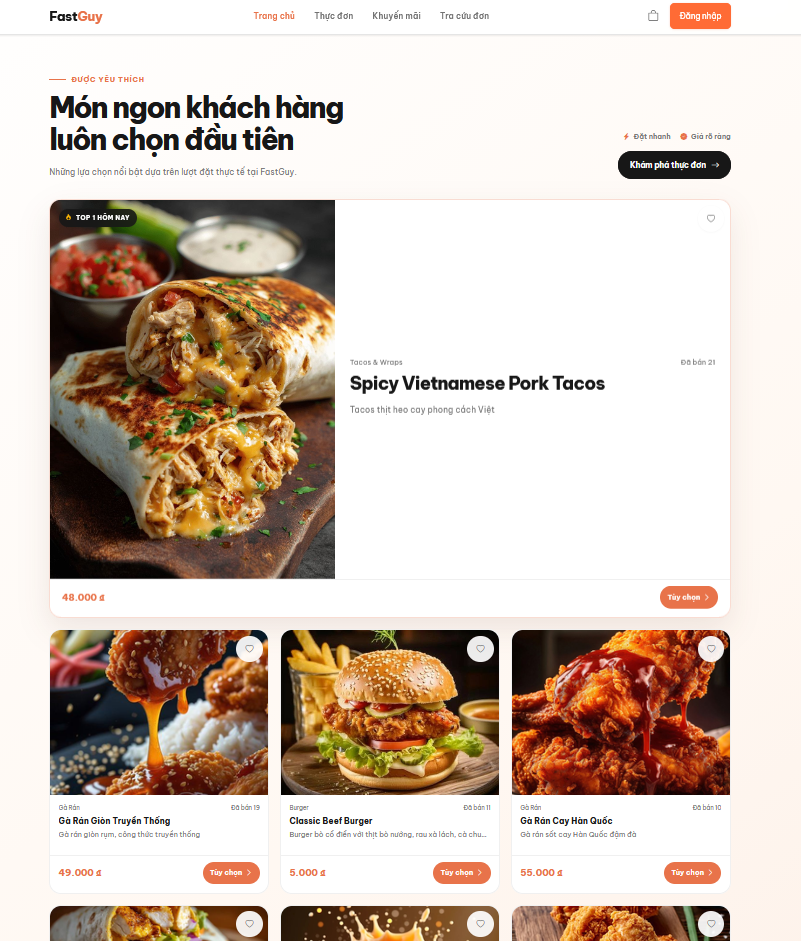 FastGuy
Trang chủ
Thực đơn
Khuyến mãi
Tra cứu đơn
Đăng nhập
ĐƯỢC YÊU THÍCH
Món ngon khách hàng
luôn chọn đầu tiên
Những lựa chọn nổi bật dựa trên lượt đặt thực tế tại FastGuy.
Đặt nhanh
Giá rõ ràng
Khám phá thực đơn →
TOP 1 HÔM NAY
Tacos & Wraps
Đã bán 21
Spicy Vietnamese Pork Tacos
Tacos thịt heo cay phong cách Việt
48.000 ₫
Tùy chọn
Gà Rán
Đã bán 19
Gà Rán Giòn Truyền Thống
Gà rán giòn rụm, công thức truyền thống
49.000 ₫
Tùy chọn
Burger
Đã bán 11
Classic Beef Burger
Burger bò cổ điển với thịt bò nướng, rau xà lách, cà chu...
5.000 ₫
Tùy chọn
Gà Rán
Đã bán 10
Gà Rán Cay Hàn Quốc
Gà rán sốt cay Hàn Quốc đậm đà
55.000 ₫
Tùy chọn